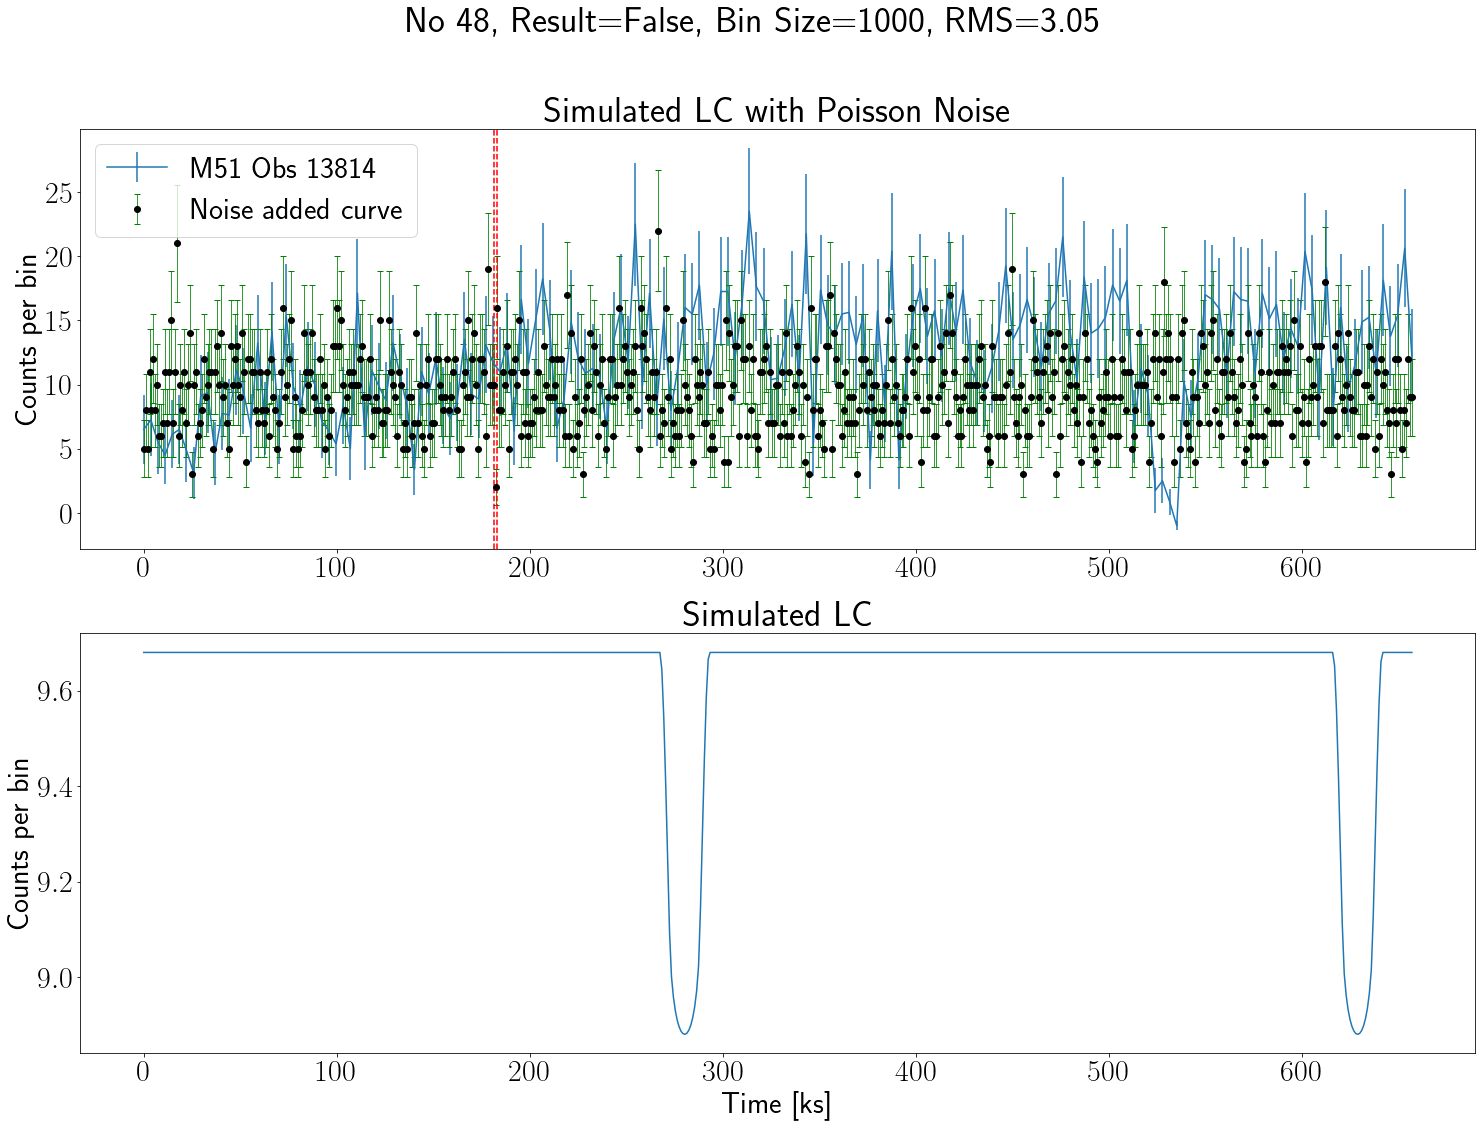 No 48, Result=False, Bin Size=1000, RMS=3.05
Simulated LC with Poisson Noise
M51 Obs 13814
Noise added curve
Counts per bin
25
20
15
10
5
0
0 100 200 300 400 500 600
Simulated LC
Counts per bin
9.6
9.4
9.2
9.0
0 100 200 300 400 500 600
Time [ks]